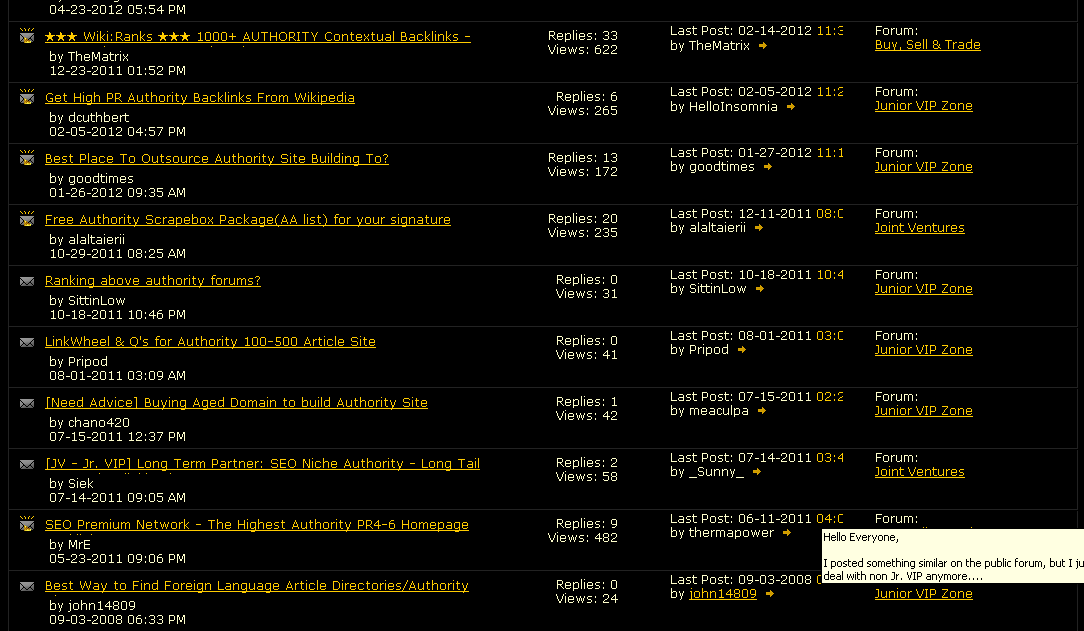 04-23-2012 05:54 PM
★★★ Wiki:Ranks ★★★ 1000+ AUTHORITY Contextual Backlinks -
by TheMatrix
12-23-2011 01:52 PM
Replies: 33
Views: 622
Last Post: 02-14-2012 11:3
by TheMatrix
Forum:
Buy, Sell & Trade
Get High PR Authority Backlinks From Wikipedia
by dcuthbert
02-05-2012 04:57 PM
Replies: 6
Views: 265
Last Post: 02-05-2012 11:2
by HelloInsomnia
Forum:
Junior VIP Zone
Best Place To Outsource Authority Site Building To?
by goodtimes
01-26-2012 09:35 AM
Replies: 13
Views: 172
Last Post: 01-27-2012 11:1
by goodtimes
Forum:
Junior VIP Zone
Free Authority Scrapebox Package(AA list) for your signature
by alaltaierii
10-29-2011 08:25 AM
Replies: 20
Views: 235
Last Post: 12-11-2011 08:0
by alaltaierii
Forum:
Joint Ventures
Ranking above authority forums?
by SittinLow
10-18-2011 10:46 PM
Replies: 0
Views: 31
Last Post: 10-18-2011 10:4
by SittinLow
Forum:
Junior VIP Zone
LinkWheel & Q's for Authority 100-500 Article Site
by Pripod
08-01-2011 03:09 AM
Replies: 0
Views: 41
Last Post: 08-01-2011 03:0
by Pripod
Forum:
Junior VIP Zone
[Need Advice] Buying Aged Domain to build Authority Site
by chano420
07-15-2011 12:37 PM
Replies: 1
Views: 42
Last Post: 07-15-2011 02:2
by meaculpa
Forum:
Junior VIP Zone
[JV - Jr. VIP] Long Term Partner: SEO Niche Authority - Long Tail
by Siek
07-14-2011 09:05 AM
Replies: 2
Views: 58
Last Post: 07-14-2011 03:4
by _Sunny_
Forum:
Joint Ventures
SEO Premium Network - The Highest Authority PR4-6 Homepage
by MrE
05-23-2011 09:06 PM
Replies: 9
Views: 482
Last Post: 06-11-2011 04:0
by thermapower
Forum:
Hello Everyone,
I posted something similar on the public forum, but I ju
deal with non Jr. VIP anymore....
Best Way to Find Foreign Language Article Directories/Authority
by john14809
09-03-2008 06:33 PM
Replies: 0
Views: 24
Last Post: 09-03-2008 0
by john14809
Junior VIP Zone